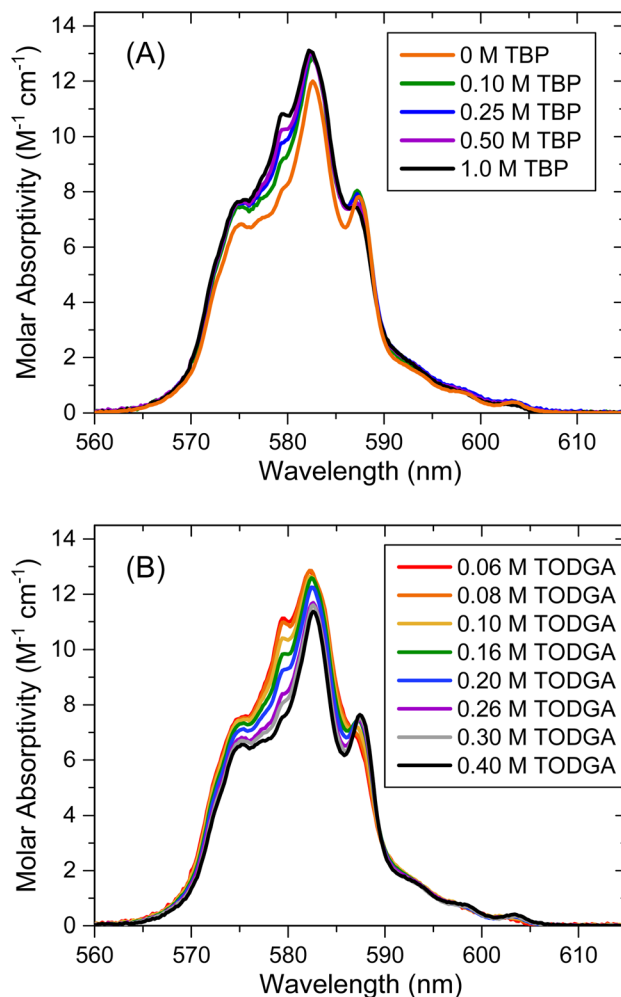 (A)
0 M TBP
0.10 M TBP
0.25 M TBP
0.50 M TBP
1.0 M TBP
Molar Absorptivity (M⁻¹ cm⁻¹)
14
12
10
8
6
4
2
0
560 570 580 590 600 610
Wavelength (nm)
(B)
0.06 M TODGA
0.08 M TODGA
0.10 M TODGA
0.16 M TODGA
0.20 M TODGA
0.26 M TODGA
0.30 M TODGA
0.40 M TODGA
Molar Absorptivity (M⁻¹ cm⁻¹)
14
12
10
8
6
4
2
0
560 570 580 590 600 610
Wavelength (nm)